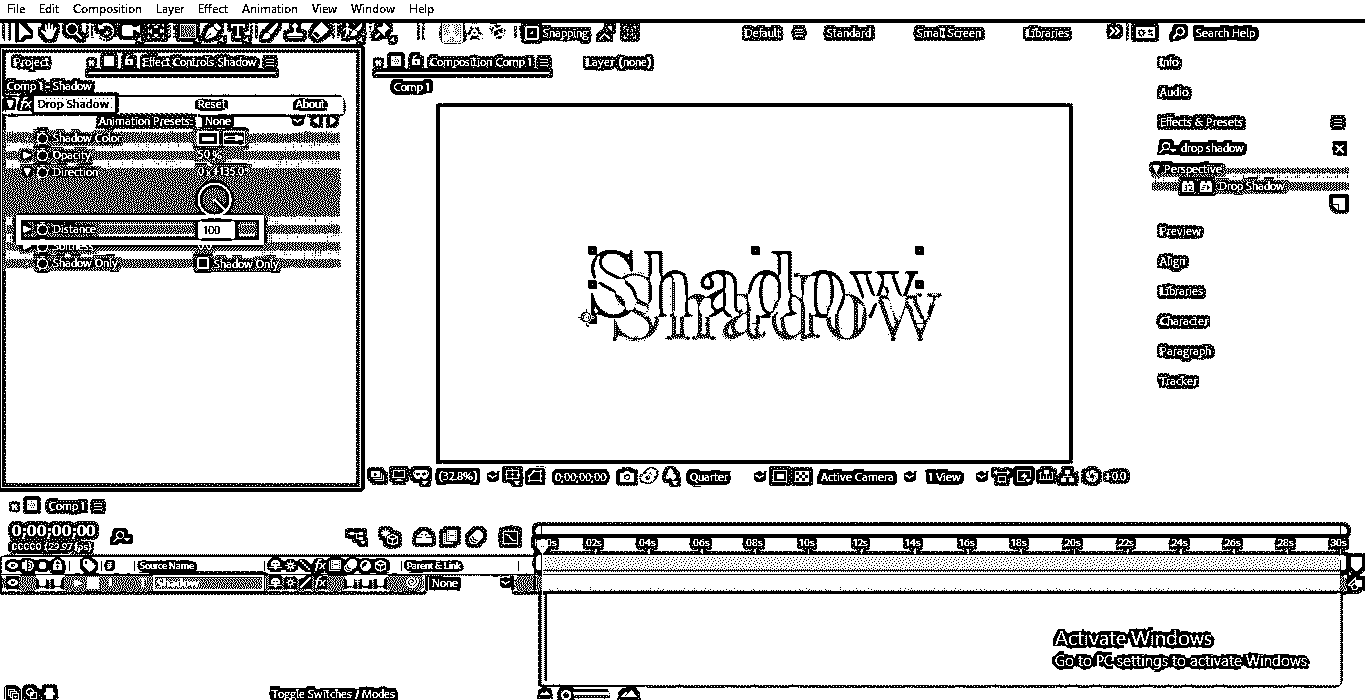 File Edit Composition Layer Effect Animation View Window Help
Snapping Default Standard Small Screen Libraries Search Help
Project Effect Controls Shadow Composition Comp 1 Layer (none) Info
Comp 1 - Shadow Comp 1
fx Drop Shadow Reset About Audio
Animation Presets: None Effects & Presets
Shadow Color
Opacity 50 % drop shadow
Direction 0 x +135.0° Perspective
Drop Shadow
Distance 100 Preview
Softness
Shadow Only Shadow Only Align
Shadow
Shadow
Libraries
Character
Paragraph
Tracker
(32.8%) 0;00;00;00 Quarter Active Camera 1 View +0.0
Comp 1
0;00;00;00
00000 (29.97 fps)
0s 02s 04s 06s 08s 10s 12s 14s 16s 18s 20s 22s 24s 26s 28s 30s
# Source Name fx Parent & Link
Shadow fx None
Activate Windows
Go to PC settings to activate Windows
Toggle Switches / Modes